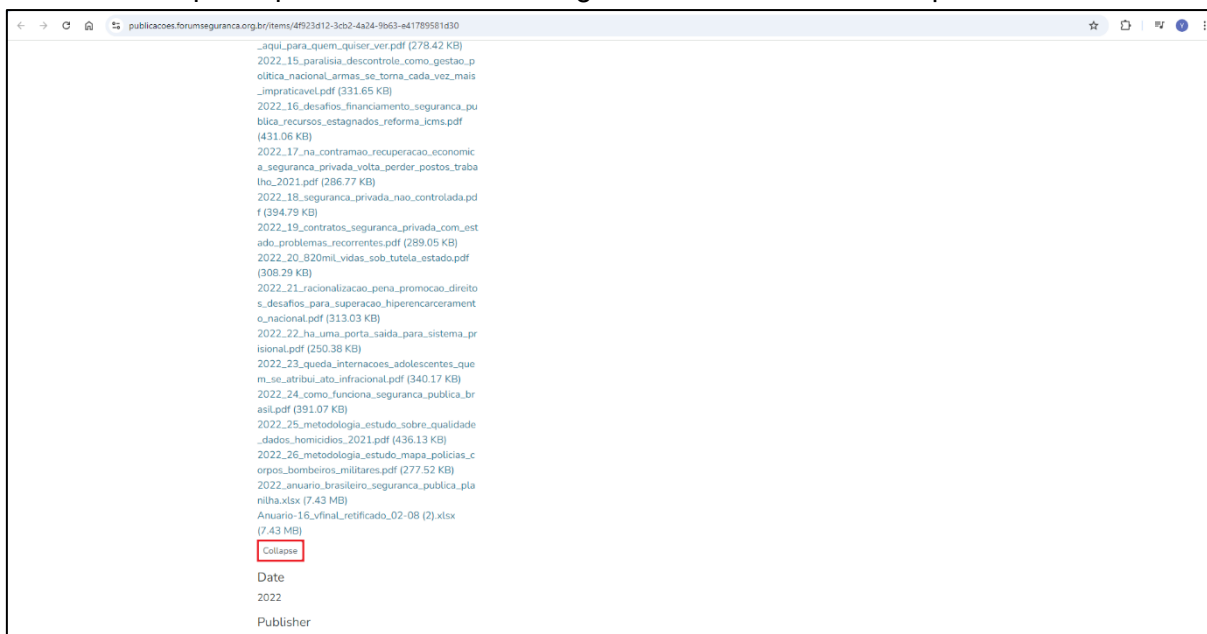 publicacoes.forumseguranca.org.br/items/4f923d12-3cb2-4a24-9b63-e41789581d30
_aqui_para_quem_quiser_ver.pdf (278.42 KB)
2022_15_paralisia_descontrole_como_gestao_p
olitica_nacional_armas_se_torna_cada_vez_mais
_impraticavel.pdf (331.65 KB)
2022_16_desafios_financiamento_seguranca_pu
blica_recursos_estagnados_reforma_icms.pdf
(431.06 KB)
2022_17_na_contramao_recuperacao_economic
a_seguranca_privada_volta_perder_postos_traba
lho_2021.pdf (286.77 KB)
2022_18_seguranca_privada_nao_controlada.pd
f (394.79 KB)
2022_19_contratos_seguranca_privada_com_est
ado_problemas_recorrentes.pdf (289.05 KB)
2022_20_820mil_vidas_sob_tutela_estado.pdf
(308.29 KB)
2022_21_racionalizacao_pena_promocao_direito
s_desafios_para_superacao_hiperencarcerament
o_nacional.pdf (313.03 KB)
2022_22_ha_uma_porta_saida_para_sistema_pr
isional.pdf (250.38 KB)
2022_23_queda_internacoes_adolescentes_que
m_se_atribui_ato_infracional.pdf (340.17 KB)
2022_24_como_funciona_seguranca_publica_br
asil.pdf (391.07 KB)
2022_25_metodologia_estudo_sobre_qualidade
_dados_homicidios_2021.pdf (436.13 KB)
2022_26_metodologia_estudo_mapa_policias_c
orpos_bombeiros_militares.pdf (277.52 KB)
2022_anuario_brasileiro_seguranca_publica_pla
nilha.xlsx (7.43 MB)
Anuario-16_vfinal_retificado_02-08 (2).xlsx
(7.43 MB)
Collapse
Date
2022
Publisher